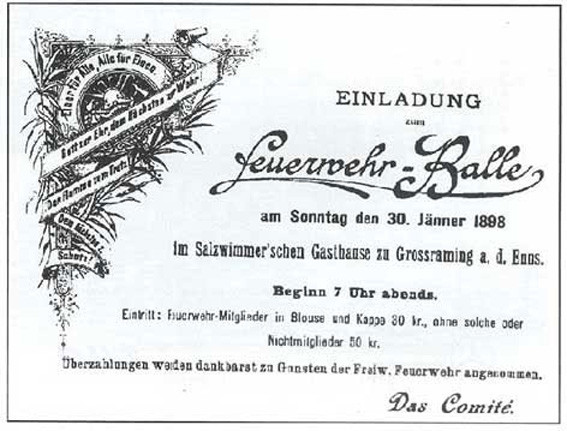 Einer für Alle, Alle für Einen.
Gott zur Ehr, dem Nächsten zur Wehr!
Den Flammen zum Trutz,
Schutz!
EINLADUNG
zum
Feuerwehr-Balle
am Sonntag den 30. Jänner 1898
im Salzwimmer'schen Gasthause zu Grossraming a. d. Enns.
Beginn 7 Uhr abends.
Eintritt: Feuerwehr-Mitglieder in Blouse und Kappe 30 kr., ohne solche oder
Nichtmitglieder 50 kr.
Überzahlungen werden dankbarst zu Gunsten der Freiw. Feuerwehr angenommen.
Das Comité.